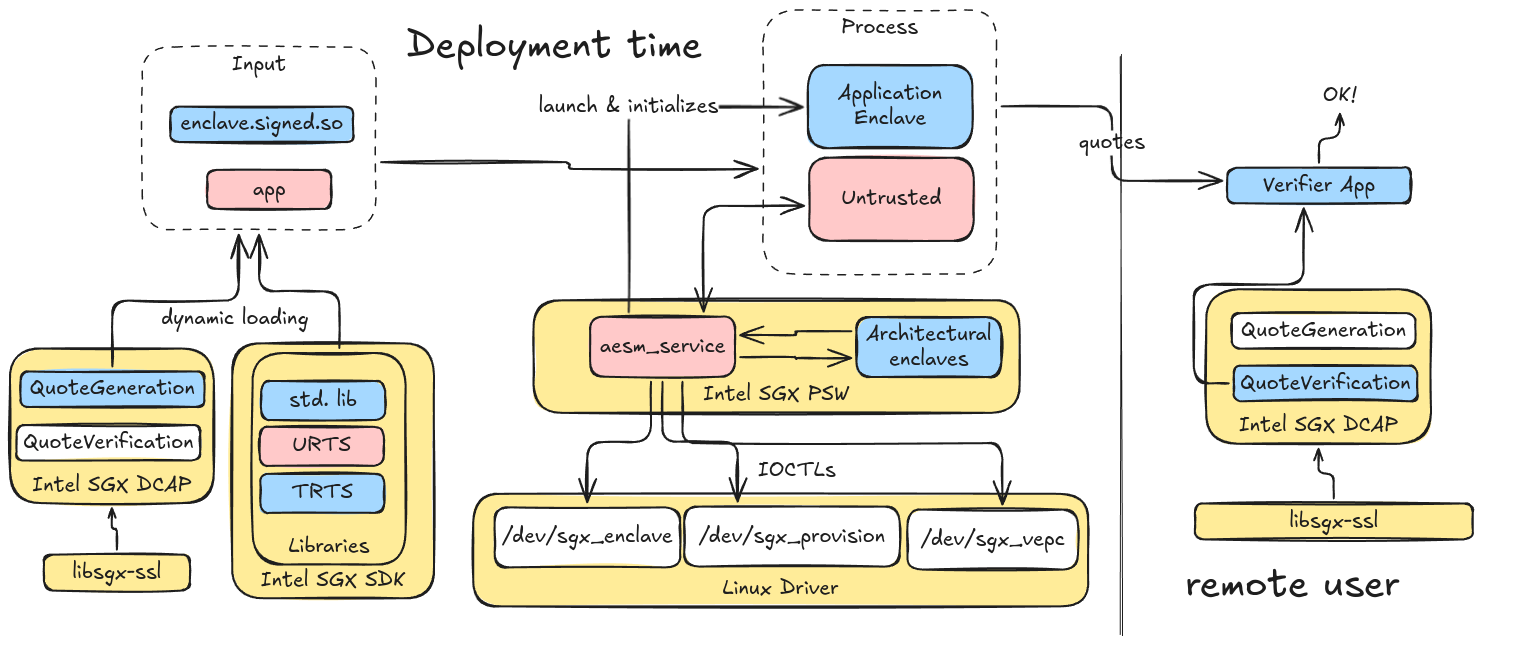 Deployment time
Input
enclave.signed.so
app
dynamic loading
QuoteGeneration
QuoteVerification
Intel SGX DCAP
libsgx-ssl
std. lib
URTS
TRTS
Libraries
Intel SGX SDK
launch & initializes
Process
Application
Enclave
Untrusted
aesm_service
Architectural
enclaves
Intel SGX PSW
IOCTLs
/dev/sgx_enclave
/dev/sgx_provision
/dev/sgx_vepc
Linux Driver
quotes
OK!
Verifier App
QuoteGeneration
QuoteVerification
Intel SGX DCAP
libsgx-ssl
remote user